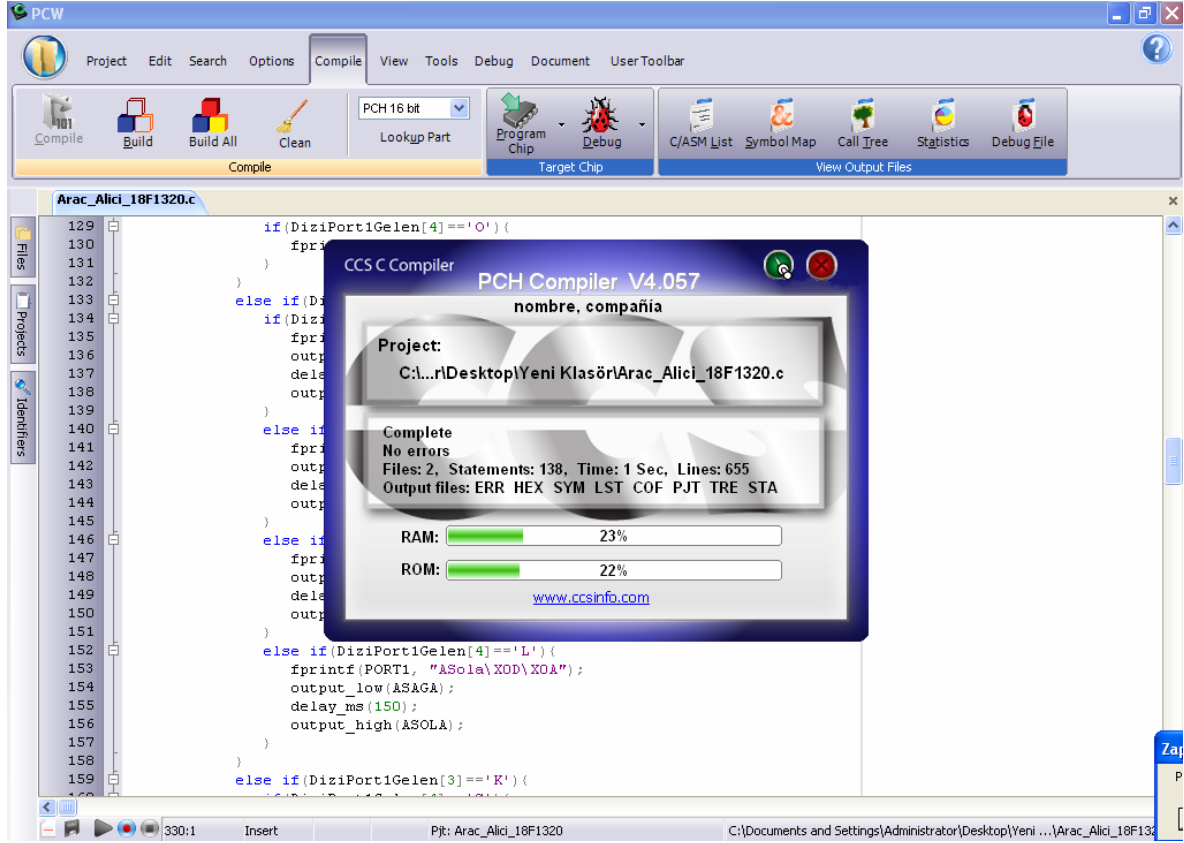 PCW
Project Edit Search Options Compile View Tools Debug Document User Toolbar
Compile Build Build All Clean PCH 16 bit Lookup Part Program Chip Debug C/ASM List Symbol Map Call Tree Statistics Debug File
Compile Target Chip View Output Files
Arac_Alici_18F1320.c
Files
Projects
Identifiers
129 if(DiziPort1Gelen[4]=='O'){
130 fpri
131 }
132 }
133 else if(Di
134 if(Dizi
135 fpri
136 outp
137 dela
138 outp
139 }
140 else if
141 fpri
142 outp
143 dela
144 outp
145 }
146 else if
147 fpri
148 outp
149 dela
150 outp
151 }
152 else if(DiziPort1Gelen[4]=='L'){
153 fprintf(PORT1, "ASola\X0D\X0A");
154 output_low(ASAGA);
155 delay_ms(150);
156 output_high(ASOLA);
157 }
158 }
159 else if(DiziPort1Gelen[3]=='K'){
CCS C Compiler
PCH Compiler V4.057
nombre, compañía
Project:
C:\...r\Desktop\Yeni Klasör\Arac_Alici_18F1320.c
Complete
No errors
Files: 2, Statements: 138, Time: 1 Sec, Lines: 655
Output files: ERR HEX SYM LST COF PJT TRE STA
RAM: 23%
ROM: 22%
www.ccsinfo.com
Zap
P
330:1 Insert Pjt: Arac_Alici_18F1320 C:\Documents and Settings\Administrator\Desktop\Yeni ...\Arac_Alici_18F132